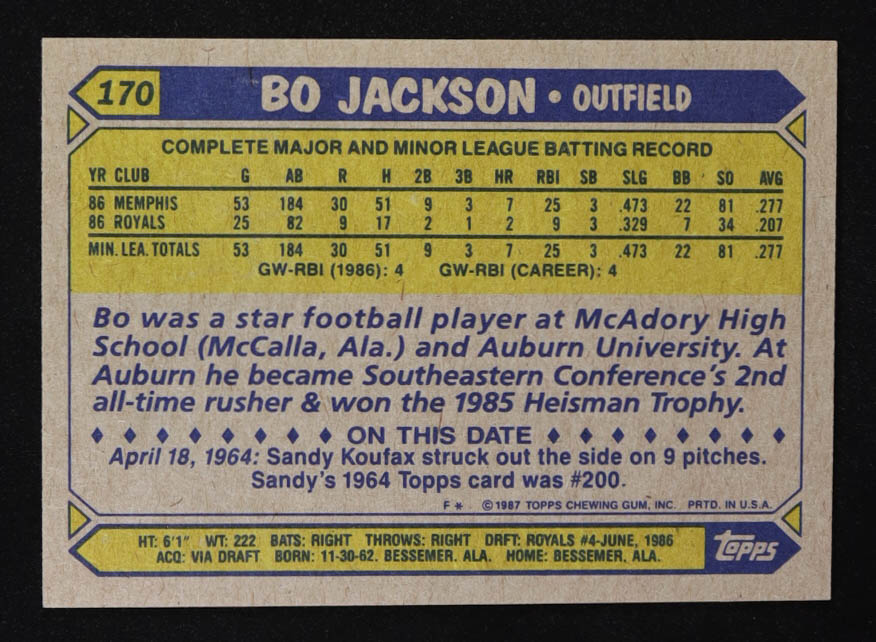 170 BO JACKSON • OUTFIELD
COMPLETE MAJOR AND MINOR LEAGUE BATTING RECORD
YR CLUB G AB R H 2B 3B HR RBI SB SLG BB SO AVG
86 MEMPHIS 53 184 30 51 9 3 7 25 3 .473 22 81 .277
86 ROYALS 25 82 9 17 2 1 2 9 3 .329 7 34 .207
MIN. LEA. TOTALS 53 184 30 51 9 3 7 25 3 .473 22 81 .277
GW-RBI (1986): 4 GW-RBI (CAREER): 4
Bo was a star football player at McAdory High
School (McCalla, Ala.) and Auburn University. At
Auburn he became Southeastern Conference's 2nd
all-time rusher & won the 1985 Heisman Trophy.
♦ ♦ ♦ ♦ ♦ ♦ ♦ ♦ ON THIS DATE ♦ ♦ ♦ ♦ ♦ ♦ ♦ ♦
April 18, 1964: Sandy Koufax struck out the side on 9 pitches.
Sandy's 1964 Topps card was #200.
F * © 1987 TOPPS CHEWING GUM, INC. PRTD. IN U.S.A.
HT: 6'1" WT: 222 BATS: RIGHT THROWS: RIGHT DRFT: ROYALS #4-JUNE, 1986
ACQ: VIA DRAFT BORN: 11-30-62, BESSEMER, ALA. HOME: BESSEMER, ALA.
topps